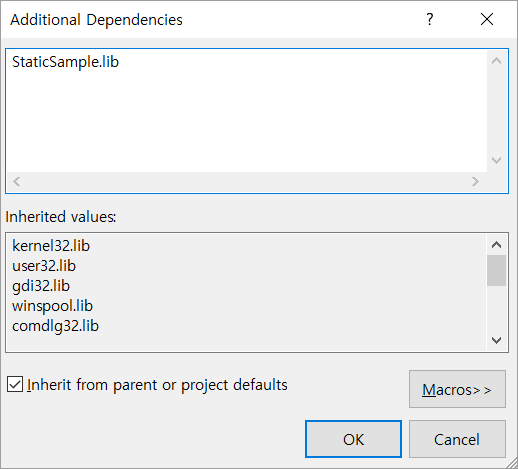 Additional Dependencies
?
StaticSample.lib
Inherited values:
kernel32.lib
user32.lib
gdi32.lib
winspool.lib
comdlg32.lib
Inherit from parent or project defaults
Macros>>
OK
Cancel